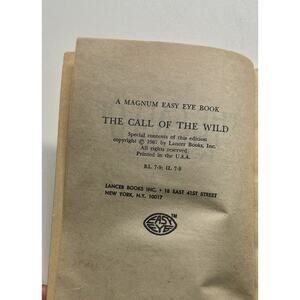 A MAGNUM EASY EYE BOOK
THE CALL OF THE WILD
Special contents of this edition
copyright © 1967 by Lancer Books, Inc.
All rights reserved.
Printed in the U.S.A.
R.L. 7-9; IL 7-9
LANCER BOOKS INC. • 18 EAST 41ST STREET
NEW YORK, N.Y. 10017
EASY
EYE
TM